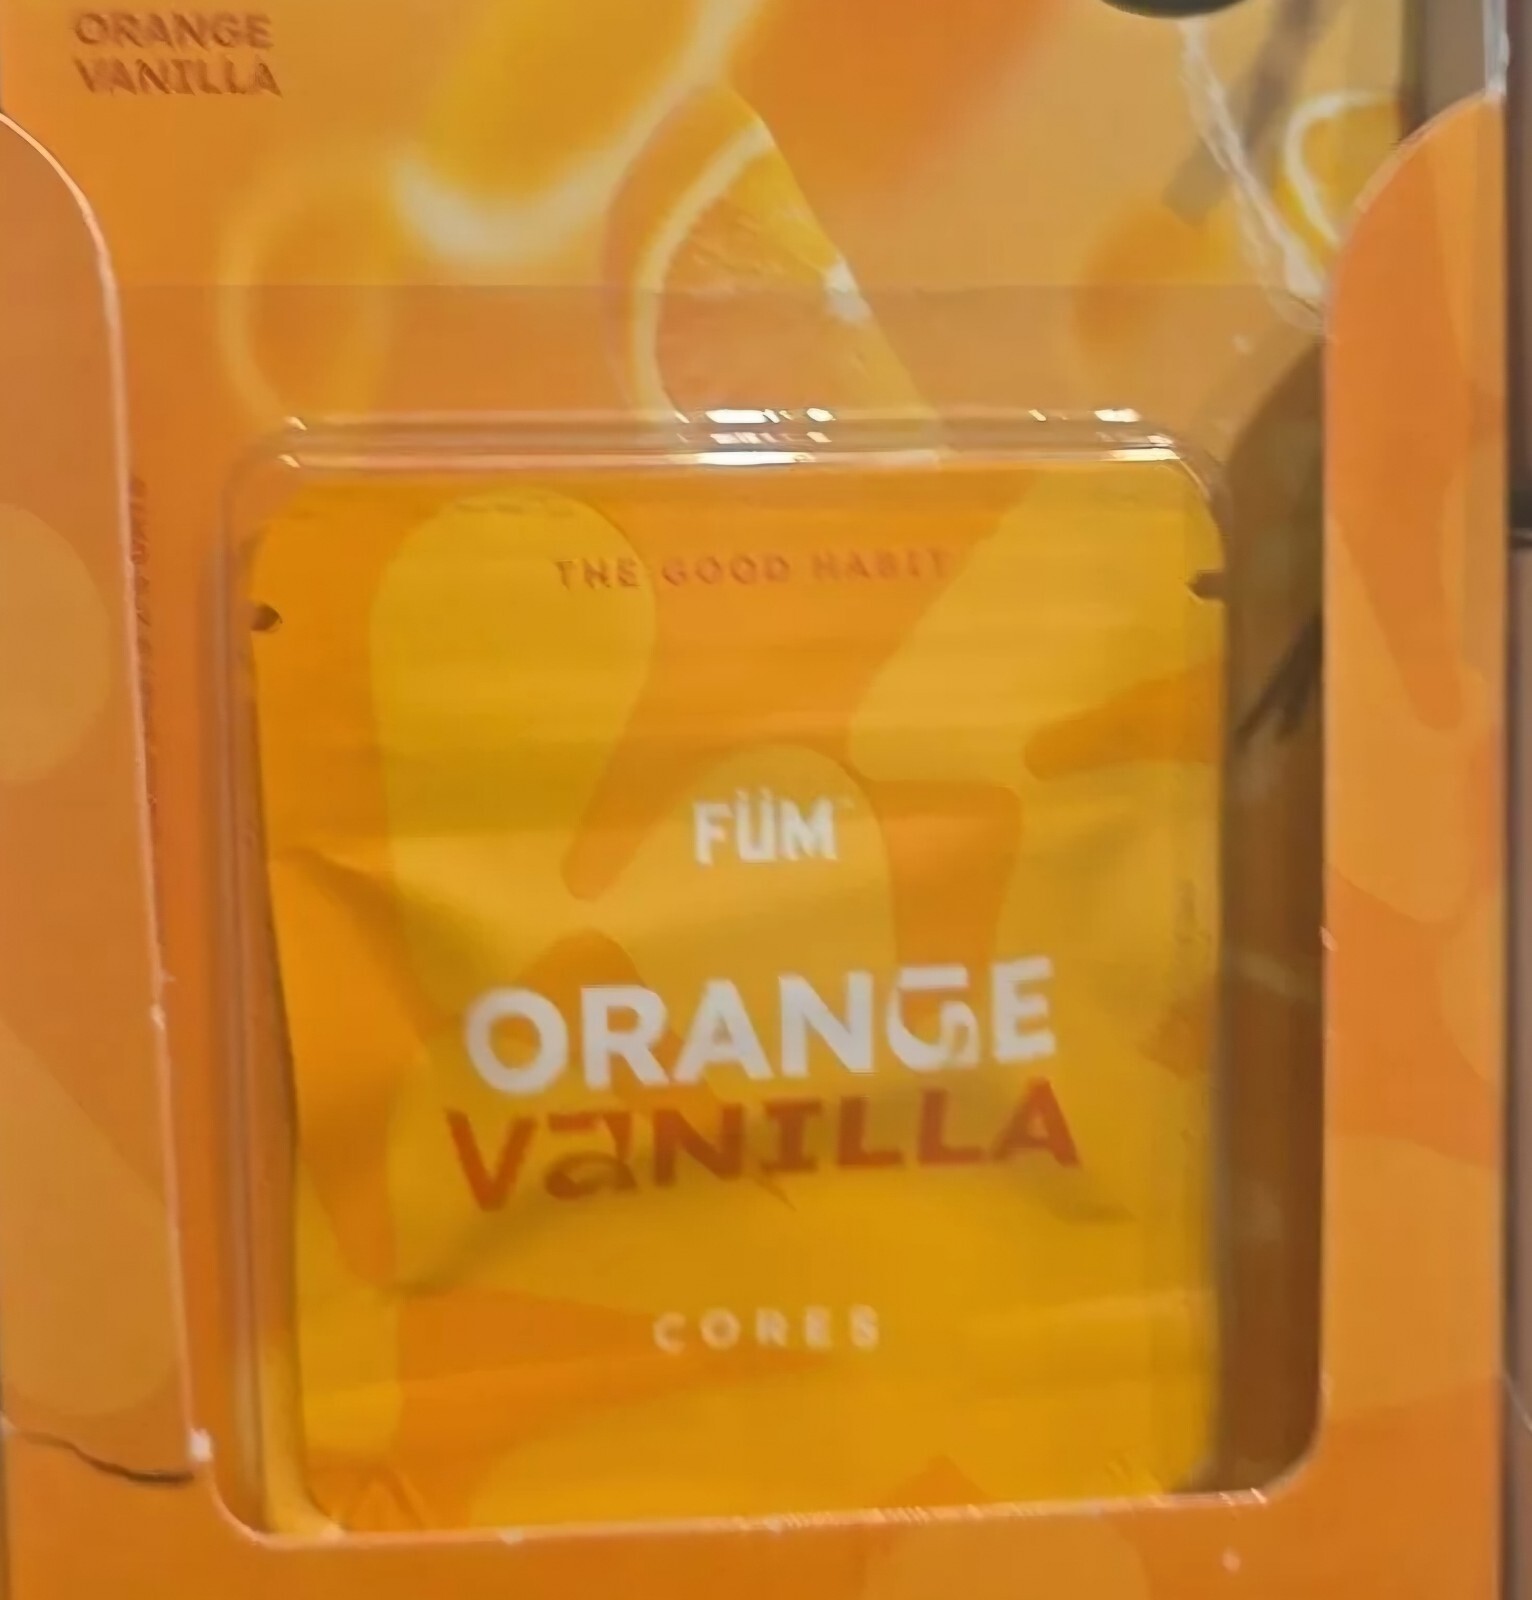 ORANGE
VANILLA
THE GOOD HABIT
FÜM
ORANGE
VaNILLA
CORES